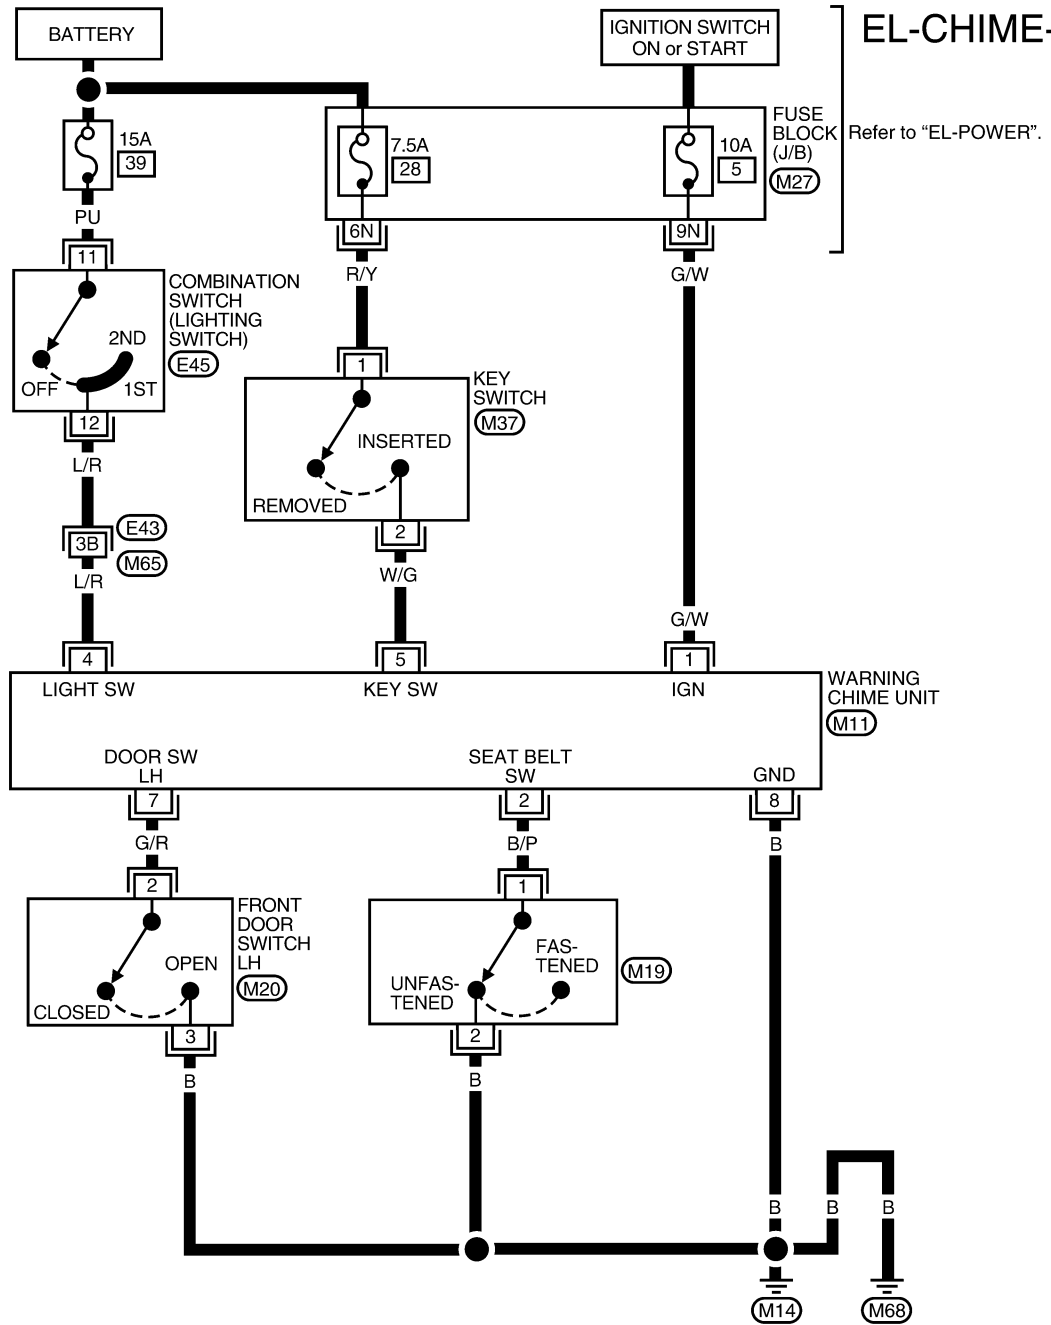 BATTERY
IGNITION SWITCH
ON or START
EL-CHIME-
FUSE
BLOCK
(J/B)
M27
Refer to “EL-POWER”.
15A
39
7.5A
28
10A
5
PU
6N
9N
11
R/Y
G/W
COMBINATION
SWITCH
(LIGHTING
SWITCH)
E45
2ND
OFF
1ST
12
1
KEY
SWITCH
M37
INSERTED
REMOVED
L/R
2
3B
E43
M65
L/R
W/G
G/W
4
5
1
LIGHT SW
KEY SW
IGN
WARNING
CHIME UNIT
M11
DOOR SW
LH
SEAT BELT
SW
GND
7
2
8
G/R
B/P
B
2
1
FRONT
DOOR
SWITCH
LH
M20
OPEN
CLOSED
FAS-
TENED
UNFAS-
TENED
M19
3
2
B
B
B
B
B
M14
M68